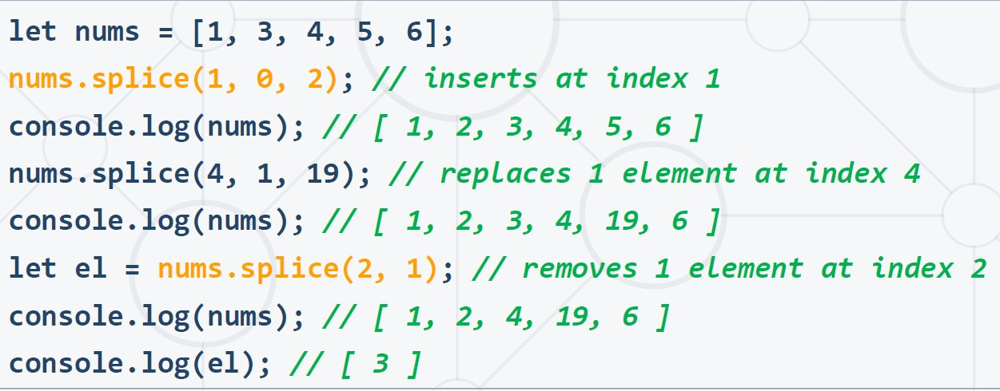 let nums = [1, 3, 4, 5, 6];
nums.splice(1, 0, 2); // inserts at index 1
console.log(nums); // [ 1, 2, 3, 4, 5, 6 ]
nums.splice(4, 1, 19); // replaces 1 element at index 4
console.log(nums); // [ 1, 2, 3, 4, 19, 6 ]
let el = nums.splice(2, 1); // removes 1 element at index 2
console.log(nums); // [ 1, 2, 4, 19, 6 ]
console.log(el); // [ 3 ]